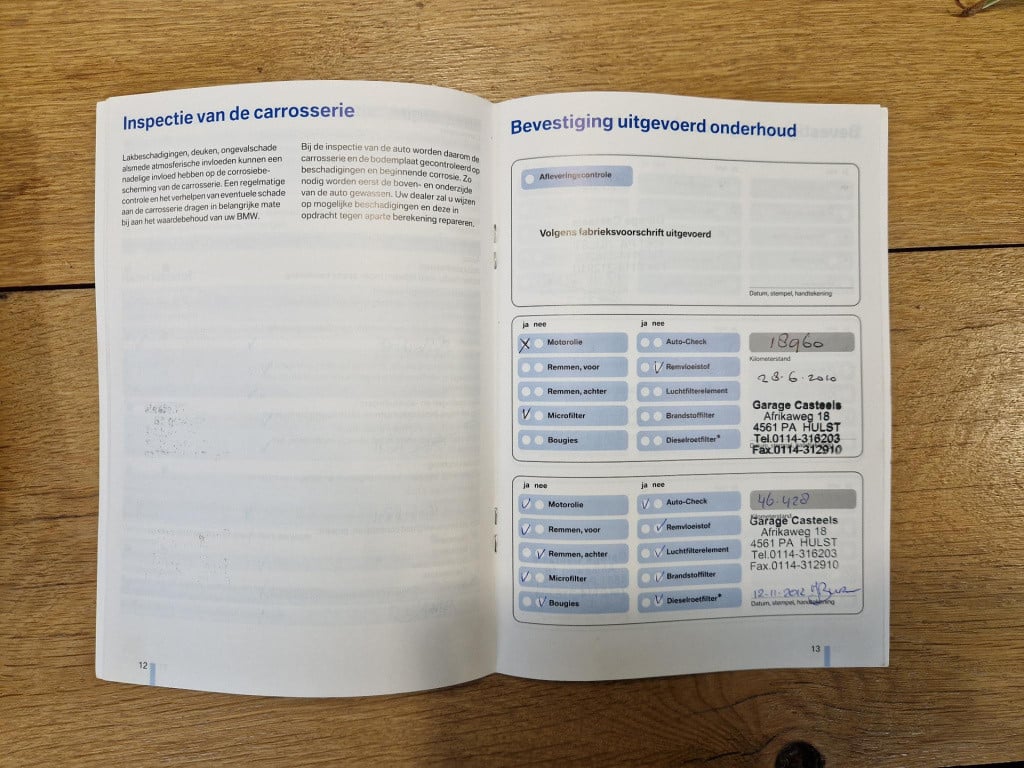 Inspectie van de carrosserie
Lakbeschadigingen, deuken, ongevalschade
alsmede atmosferische invloeden kunnen een
nadelige invloed hebben op de corrosiebe-
scherming van de carrosserie. Een regelmatige
controle en het verhelpen van eventuele schade
aan de carrosserie dragen in belangrijke mate
bij aan het waardebehoud van uw BMW.
Bij de inspectie van de auto worden daarom de
carrosserie en de bodemplaat gecontroleerd op
beschadigingen en beginnende corrosie. Zo
nodig worden eerst de boven- en onderzijde
van de auto gewassen. Uw dealer zal u wijzen
op mogelijke beschadigingen en deze in
opdracht tegen aparte berekening repareren.
12
Bevestiging uitgevoerd onderhoud
Afleveringscontrole
Volgens fabrieksvoorschrift uitgevoerd
Datum, stempel, handtekening
ja nee
Motorolie
Remmen, voor
Remmen, achter
Microfilter
Bougies
ja nee
Auto-Check
Remvloeistof
Luchtfilterelement
Brandstoffilter
Dieselroetfilter*
18960
Kilometerstand
28-6-2010
Garage Casteels
Afrikaweg 18
4561 PA HULST
Tel.0114-316203
Fax.0114-312910
ja nee
Motorolie
Remmen, voor
Remmen, achter
Microfilter
Bougies
ja nee
Auto-Check
Remvloeistof
Luchtfilterelement
Brandstoffilter
Dieselroetfilter*
46.428
Kilometerstand
Garage Casteels
Afrikaweg 18
4561 PA HULST
Tel.0114-316203
Fax.0114-312910
12-11-2012
Datum, stempel, handtekening
13